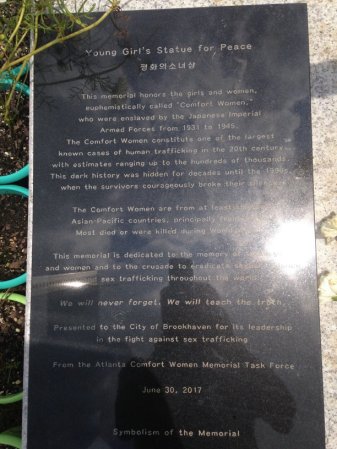 Young Girl's Statue for Peace
평화의소녀상
This memorial honors the girls and women,
euphemistically called "Comfort Women,"
who were enslaved by the Japanese Imperial
Armed Forces from 1931 to 1945.
The Comfort Women constitute one of the largest
known cases of human trafficking in the 20th century,
with estimates ranging up to the hundreds of thousands.
This dark history was hidden for decades until the 1990s,
when the survivors courageously broke their
The Comfort Women are from at least
Asian-Pacific countries, principally
Most died or were killed during World
This memorial is dedicated to the memory of
and women and to the crusade to eradicate
and sex trafficking throughout the world.
We will never forget. We will teach the truth.
Presented to the City of Brookhaven for its leadership
in the fight against sex trafficking
From the Atlanta Comfort Women Memorial Task Force
June 30, 2017
Symbolism of the Memorial